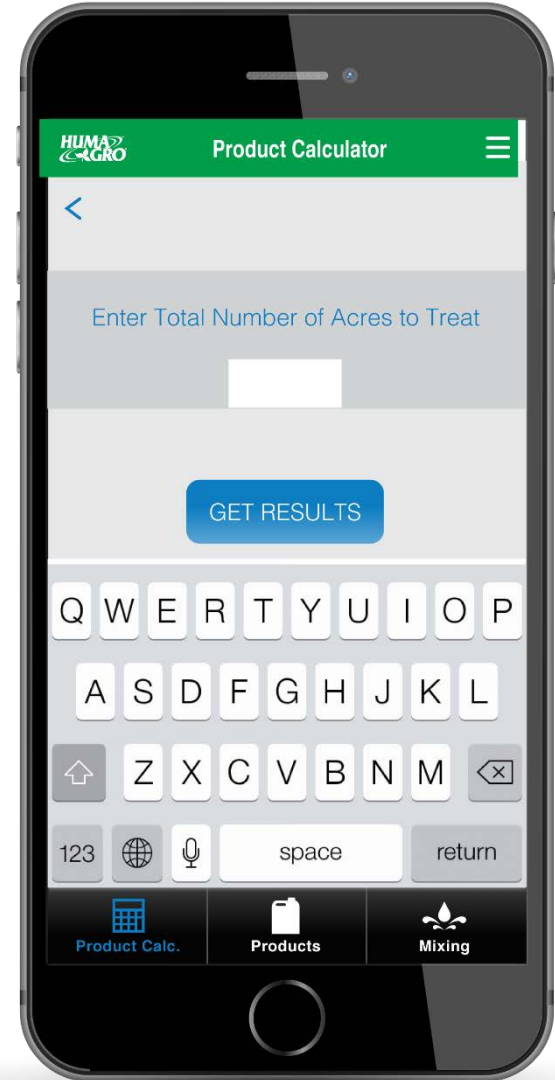 HUMA
GRO
Product Calculator
Enter Total Number of Acres to Treat
GET RESULTS
Q W E R T Y U I O P
A S D F G H J K L
Z X C V B N M
123 space return
Product Calc. Products Mixing